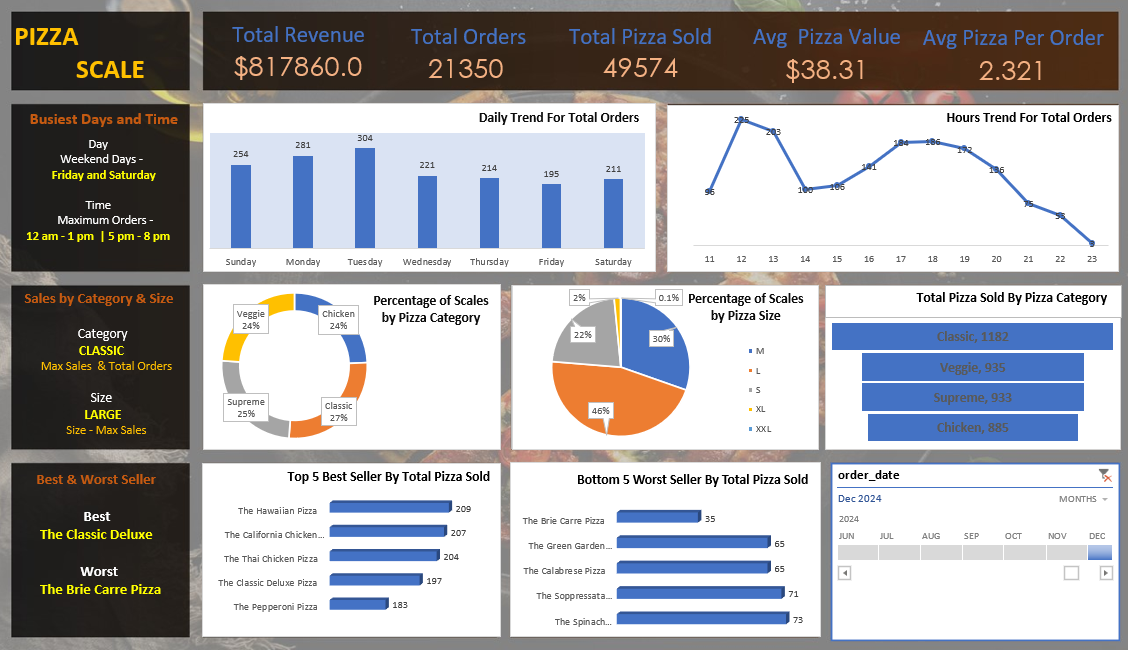 PIZZA
SCALE
Total Revenue
$817860.0
Total Orders
21350
Total Pizza Sold
49574
Avg  Pizza Value
$38.31
Avg Pizza Per Order
2.321
Busiest Days and Time
Day
Weekend Days -
Friday and Saturday
Time
Maximum Orders -
12 am - 1 pm | 5 pm - 8 pm
Daily Trend For Total Orders
254
281
304
221
214
195
211
Sunday
Monday
Tuesday
Wednesday
Thursday
Friday
Saturday
Hours Trend For Total Orders
96
225
203
100
106
141
184
186
172
136
75
55
11
12
13
14
15
16
17
18
19
20
21
22
23
Sales by Category & Size
Category
CLASSIC
Max Sales & Total Orders
Size
LARGE
Size - Max Sales
Percentage of Scales
by Pizza Category
Veggie
24%
Chicken
24%
Supreme
25%
Classic
27%
Percentage of Scales
by Pizza Size
2%
0.1%
22%
30%
46%
M
L
S
XL
XXL
Total Pizza Sold By Pizza Category
Classic, 1182
Veggie, 935
Supreme, 933
Chicken, 885
Best & Worst Seller
Best
The Classic Deluxe
Worst
The Brie Carre Pizza
Top 5 Best Seller By Total Pizza Sold
The Hawaiian Pizza 209
The California Chicken... 207
The Thai Chicken Pizza 204
The Classic Deluxe Pizza 197
The Pepperoni Pizza 183
Bottom 5 Worst Seller By Total Pizza Sold
The Brie Carre Pizza 35
The Green Garden... 65
The Calabrese Pizza 65
The Soppressata... 71
The Spinach... 73
order_date
Dec 2024
MONTHS
2024
JUN JUL AUG SEP OCT NOV DEC